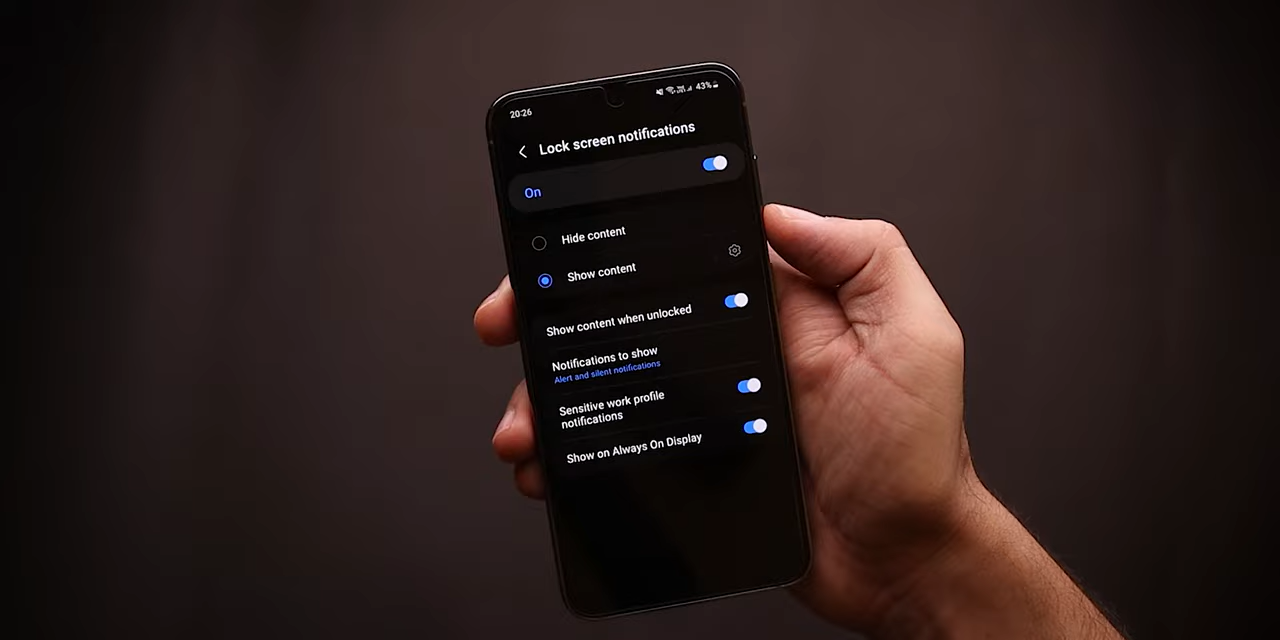 20:26
43%
Lock screen notifications
On
Hide content
Show content
Show content when unlocked
Notifications to show
Alert and silent notifications
Sensitive work profile
notifications
Show on Always On Display